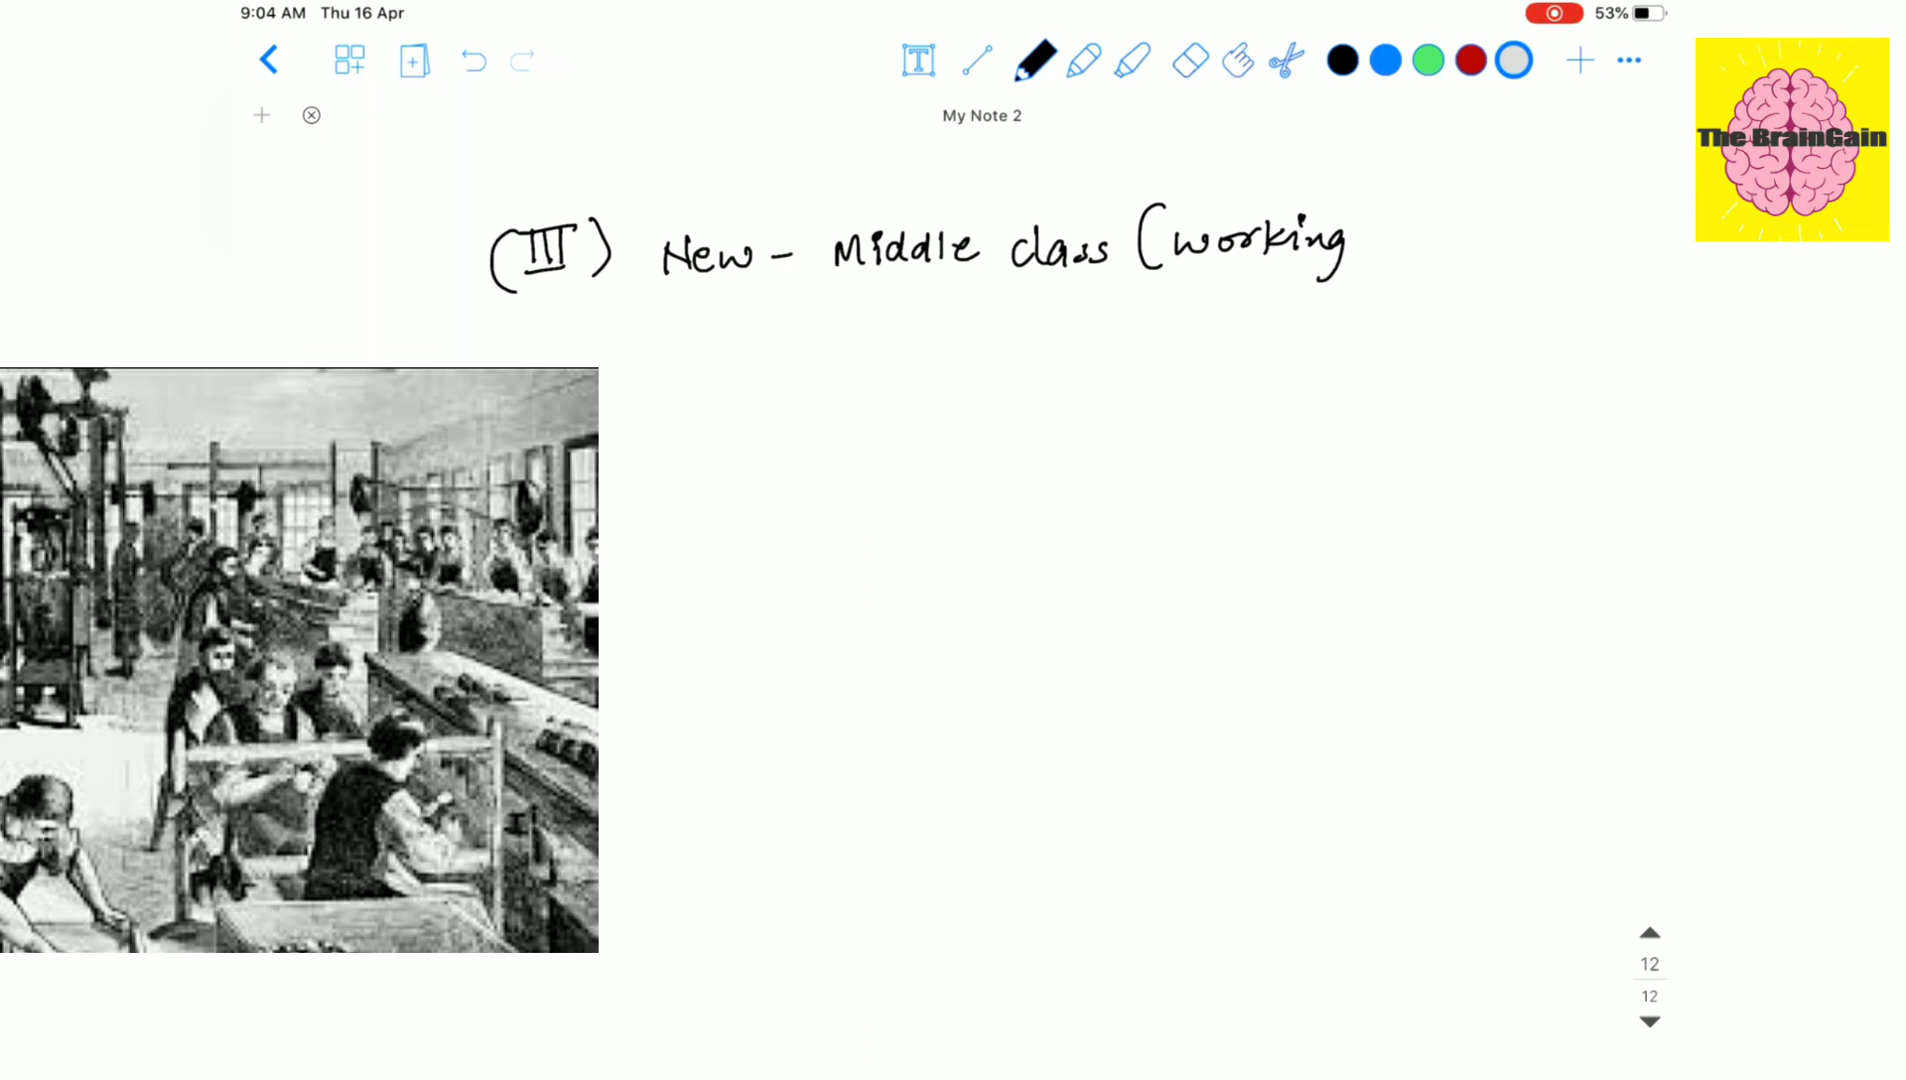 9:04 AM Thu 16 Apr
53%
T
My Note 2
The BrainGain
(III) New - Middle class (working
12
12